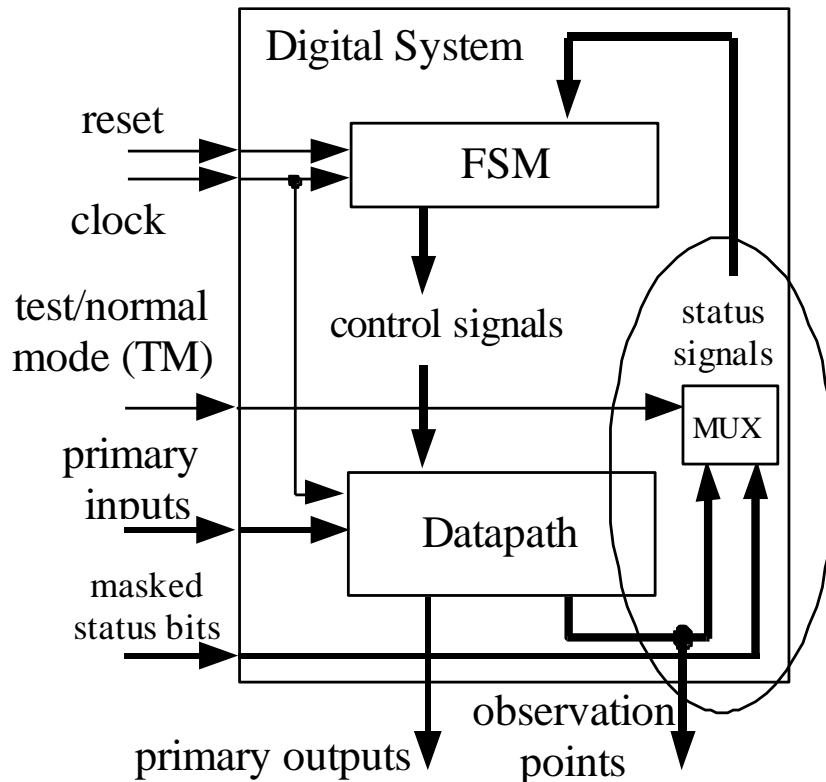 Digital System
reset
FSM
clock
test/normal
mode (TM)
control signals
status
signals
MUX
primary
inputs
Datapath
masked
status bits
observation
points
primary outputs